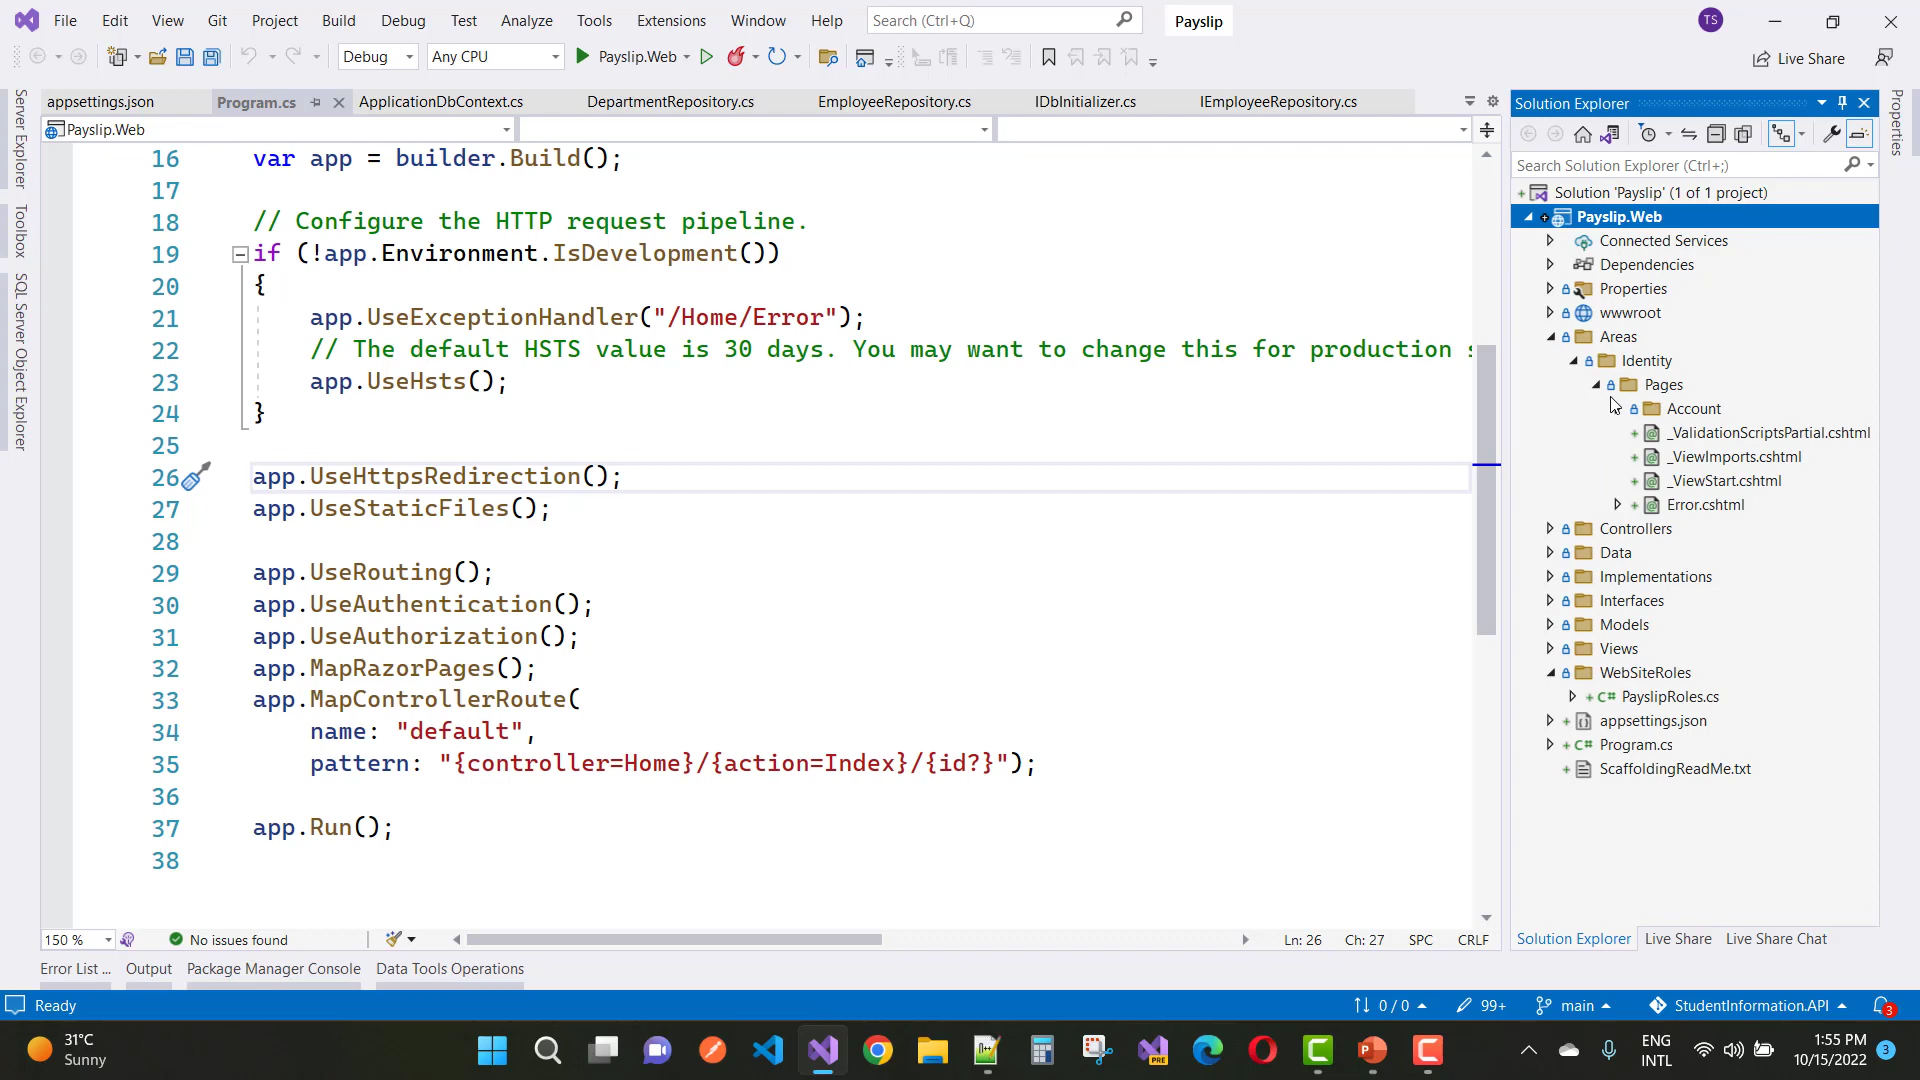 File Edit View Git Project Build Debug Test Analyze Tools Extensions Window Help Search (Ctrl+Q) Payslip TS
Debug Any CPU Payslip.Web Live Share
appsettings.json Program.cs ApplicationDbContext.cs DepartmentRepository.cs EmployeeRepository.cs IDbInitializer.cs IEmployeeRepository.cs
Payslip.Web
Server Explorer
Toolbox
SQL Server Object Explorer
16 var app = builder.Build();
17
18 // Configure the HTTP request pipeline.
19 if (!app.Environment.IsDevelopment())
20 {
21 app.UseExceptionHandler("/Home/Error");
22 // The default HSTS value is 30 days. You may want to change this for production s
23 app.UseHsts();
24 }
25
26 app.UseHttpsRedirection();
27 app.UseStaticFiles();
28
29 app.UseRouting();
30 app.UseAuthentication();
31 app.UseAuthorization();
32 app.MapRazorPages();
33 app.MapControllerRoute(
34 name: "default",
35 pattern: "{controller=Home}/{action=Index}/{id?}");
36
37 app.Run();
38
150 % No issues found Ln: 26 Ch: 27 SPC CRLF
Solution Explorer
Search Solution Explorer (Ctrl+;)
Solution 'Payslip' (1 of 1 project)
Payslip.Web
Connected Services
Dependencies
Properties
wwwroot
Areas
Identity
Pages
Account
_ValidationScriptsPartial.cshtml
_ViewImports.cshtml
_ViewStart.cshtml
Error.cshtml
Controllers
Data
Implementations
Interfaces
Models
Views
WebSiteRoles
C# PayslipRoles.cs
appsettings.json
C# Program.cs
ScaffoldingReadMe.txt
Solution Explorer Live Share Live Share Chat
Properties
Error List ... Output Package Manager Console Data Tools Operations
Ready 0 / 0 99+ main StudentInformation.API 3
31°C
Sunny
PRE
ENG
INTL
1:55 PM
10/15/2022
3